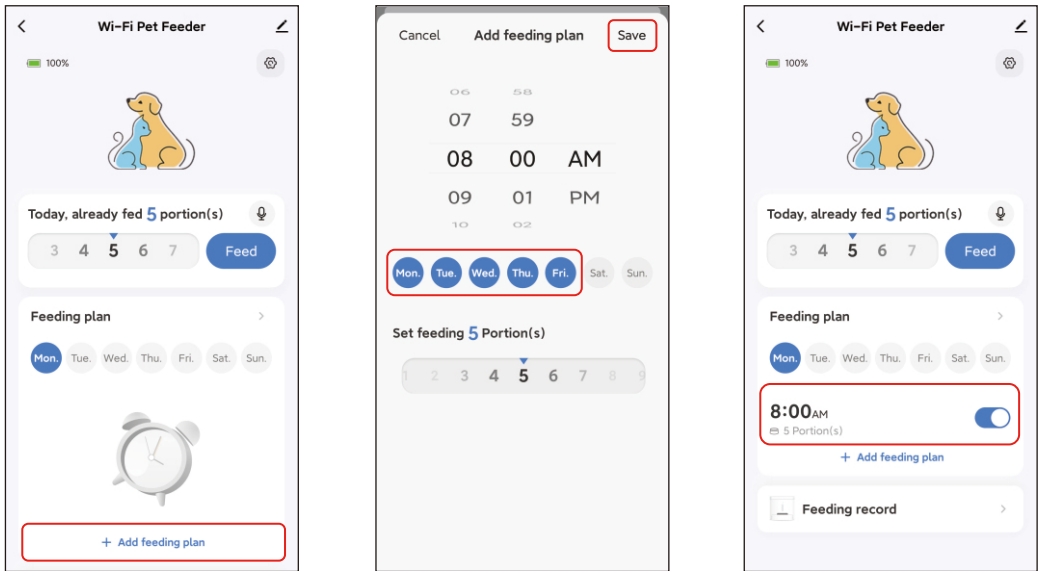 Wi-Fi Pet Feeder
100%
Today, already fed 5 portion(s)
3 4 5 6 7 Feed
Feeding plan
Mon. Tue. Wed. Thu. Fri. Sat. Sun.
+ Add feeding plan
Cancel Add feeding plan Save
06 58
07 59
08 00 AM
09 01 PM
10 02
Mon. Tue. Wed. Thu. Fri. Sat. Sun.
Set feeding 5 Portion(s)
1 2 3 4 5 6 7 8 9
Wi-Fi Pet Feeder
100%
Today, already fed 5 portion(s)
3 4 5 6 7 Feed
Feeding plan
Mon. Tue. Wed. Thu. Fri. Sat. Sun.
8:00AM
5 Portion(s)
+ Add feeding plan
Feeding record